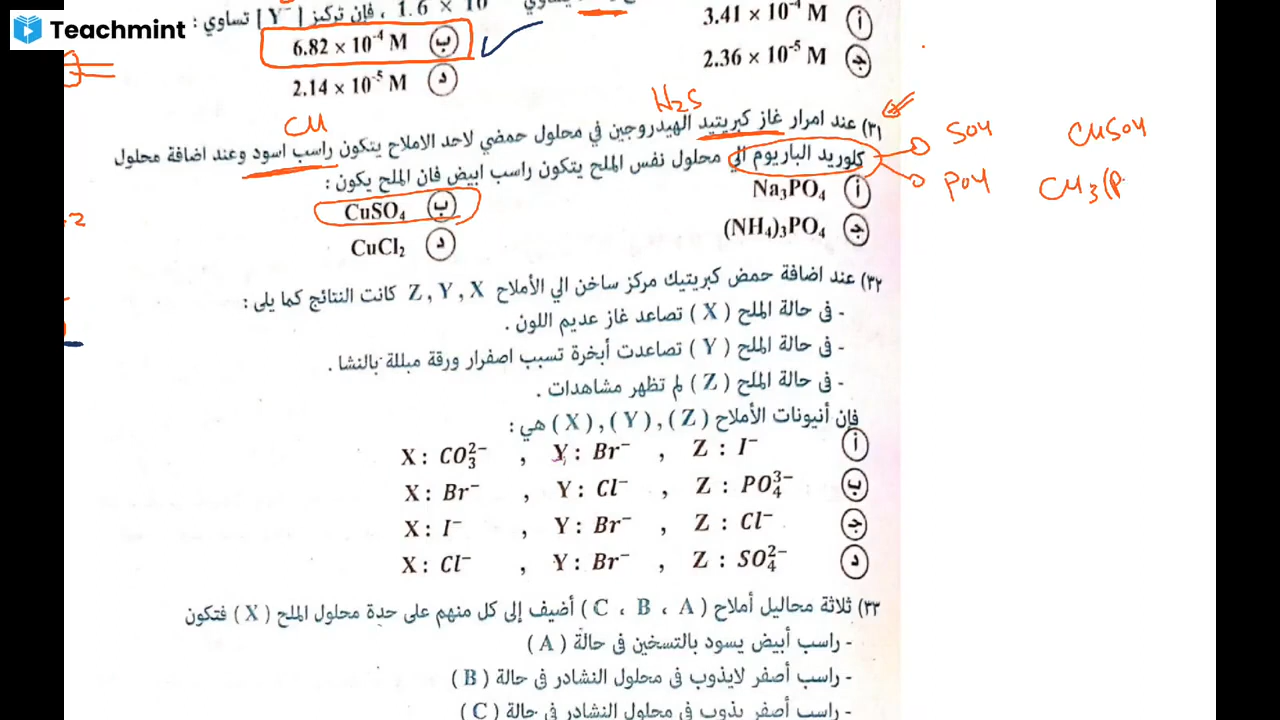 Teachmint
، فإن تركيز [Y⁻] تساوي :
أ 3.41 × 10⁻⁴ M
ب 6.82 × 10⁻⁴ M
ج 2.36 × 10⁻⁵ M
د 2.14 × 10⁻⁵ M
H2S
CU
٣١) عند امرار غاز كبريتيد الهيدروجين في محلول حمضي لاحد الاملاح يتكون راسب اسود وعند اضافة محلول
كلوريد الباريوم الي محلول نفس الملح يتكون راسب ابيض فان الملح يكون :
SO4 CUSO4
PO4 CU3(P
أ Na₃PO₄
ب CuSO₄
ج (NH₄)₃PO₄
د CuCl₂
٣٢) عند اضافة حمض كبريتيك مركز ساخن الي الأملاح Z , Y , X كانت النتائج كما يلى :
- فى حالة الملح ( X ) تصاعد غاز عديم اللون .
- فى حالة الملح ( Y ) تصاعدت أبخرة تسبب اصفرار ورقة مبللة بالنشا .
- فى حالة الملح ( Z ) لم تظهر مشاهدات .
فإن أنيونات الأملاح ( X ) , ( Y ) , ( Z ) هي :
أ X : CO₃²⁻ , Y : Br⁻ , Z : I⁻
ب X : Br⁻ , Y : Cl⁻ , Z : PO₄³⁻
ج X : I⁻ , Y : Br⁻ , Z : Cl⁻
د X : Cl⁻ , Y : Br⁻ , Z : SO₄²⁻
٣٣) ثلاثة محاليل أملاح ( C ، B ، A ) أضيف إلى كل منهم على حدة محلول الملح ( X ) فتكون
- راسب أبيض يسود بالتسخين فى حالة ( A )
- راسب أصفر لايذوب فى محلول النشادر فى حالة ( B )
- راسب أصفر يذوب فى محلول النشادر فى حالة ( C )